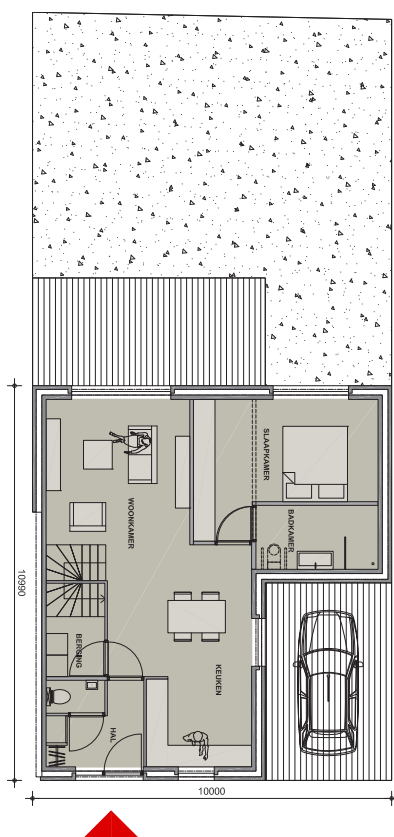 SLAAPKAMER
WOONKAMER
BADKAMER
BERGING
KEUKEN
HAL
10990
10000